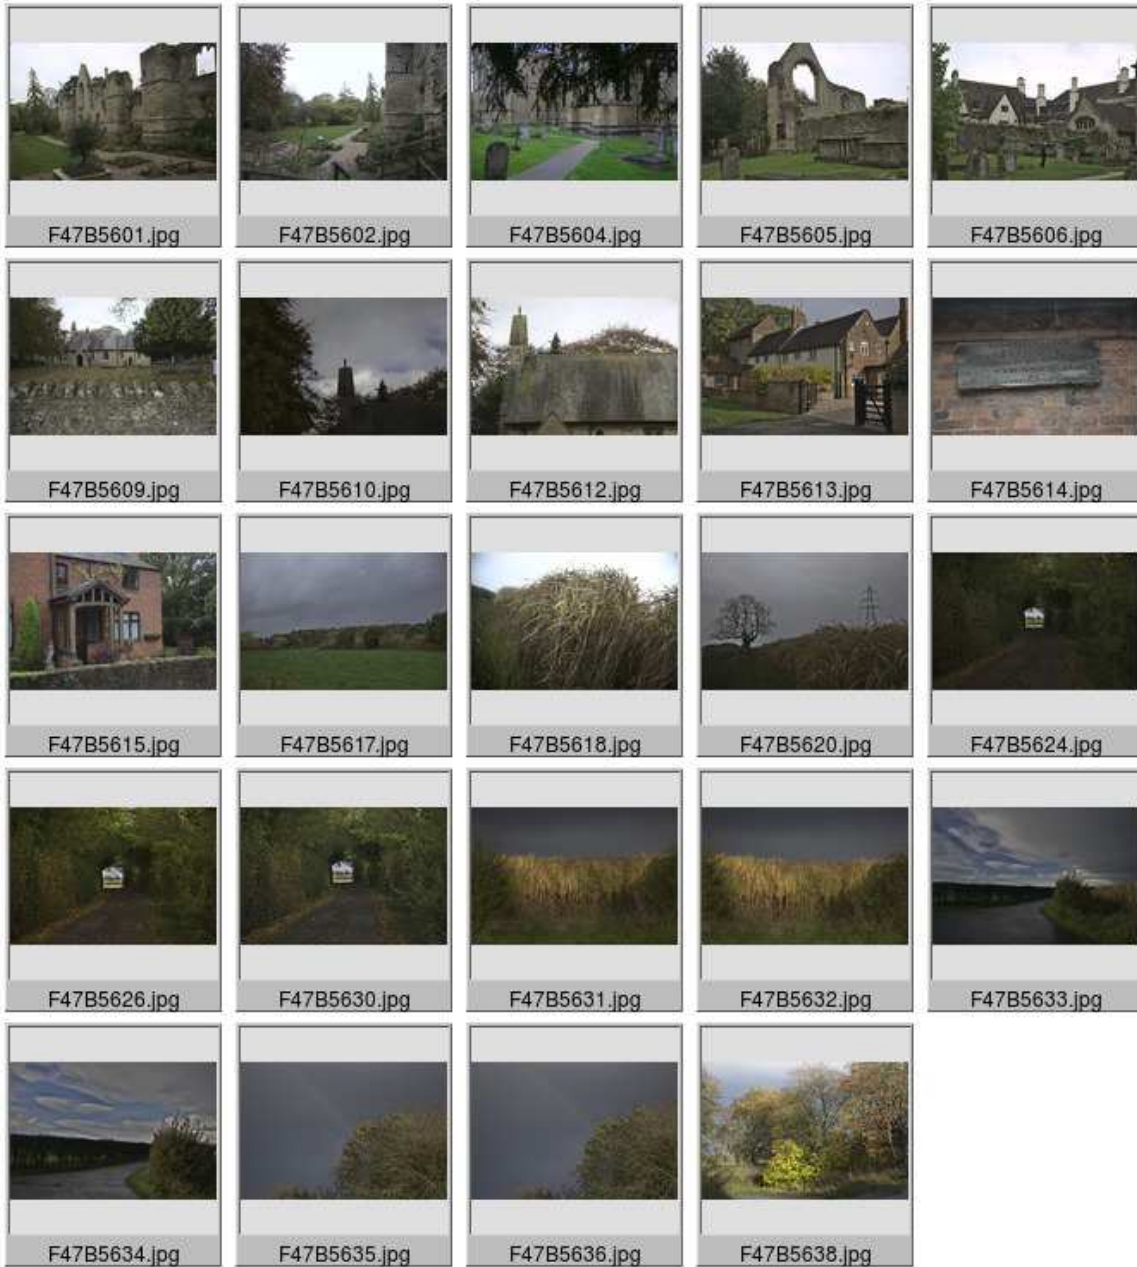 F47B5601.jpg F47B5602.jpg F47B5604.jpg F47B5605.jpg F47B5606.jpg
F47B5609.jpg F47B5610.jpg F47B5612.jpg F47B5613.jpg F47B5614.jpg
F47B5615.jpg F47B5617.jpg F47B5618.jpg F47B5620.jpg F47B5624.jpg
F47B5626.jpg F47B5630.jpg F47B5631.jpg F47B5632.jpg F47B5633.jpg
F47B5634.jpg F47B5635.jpg F47B5636.jpg F47B5638.jpg